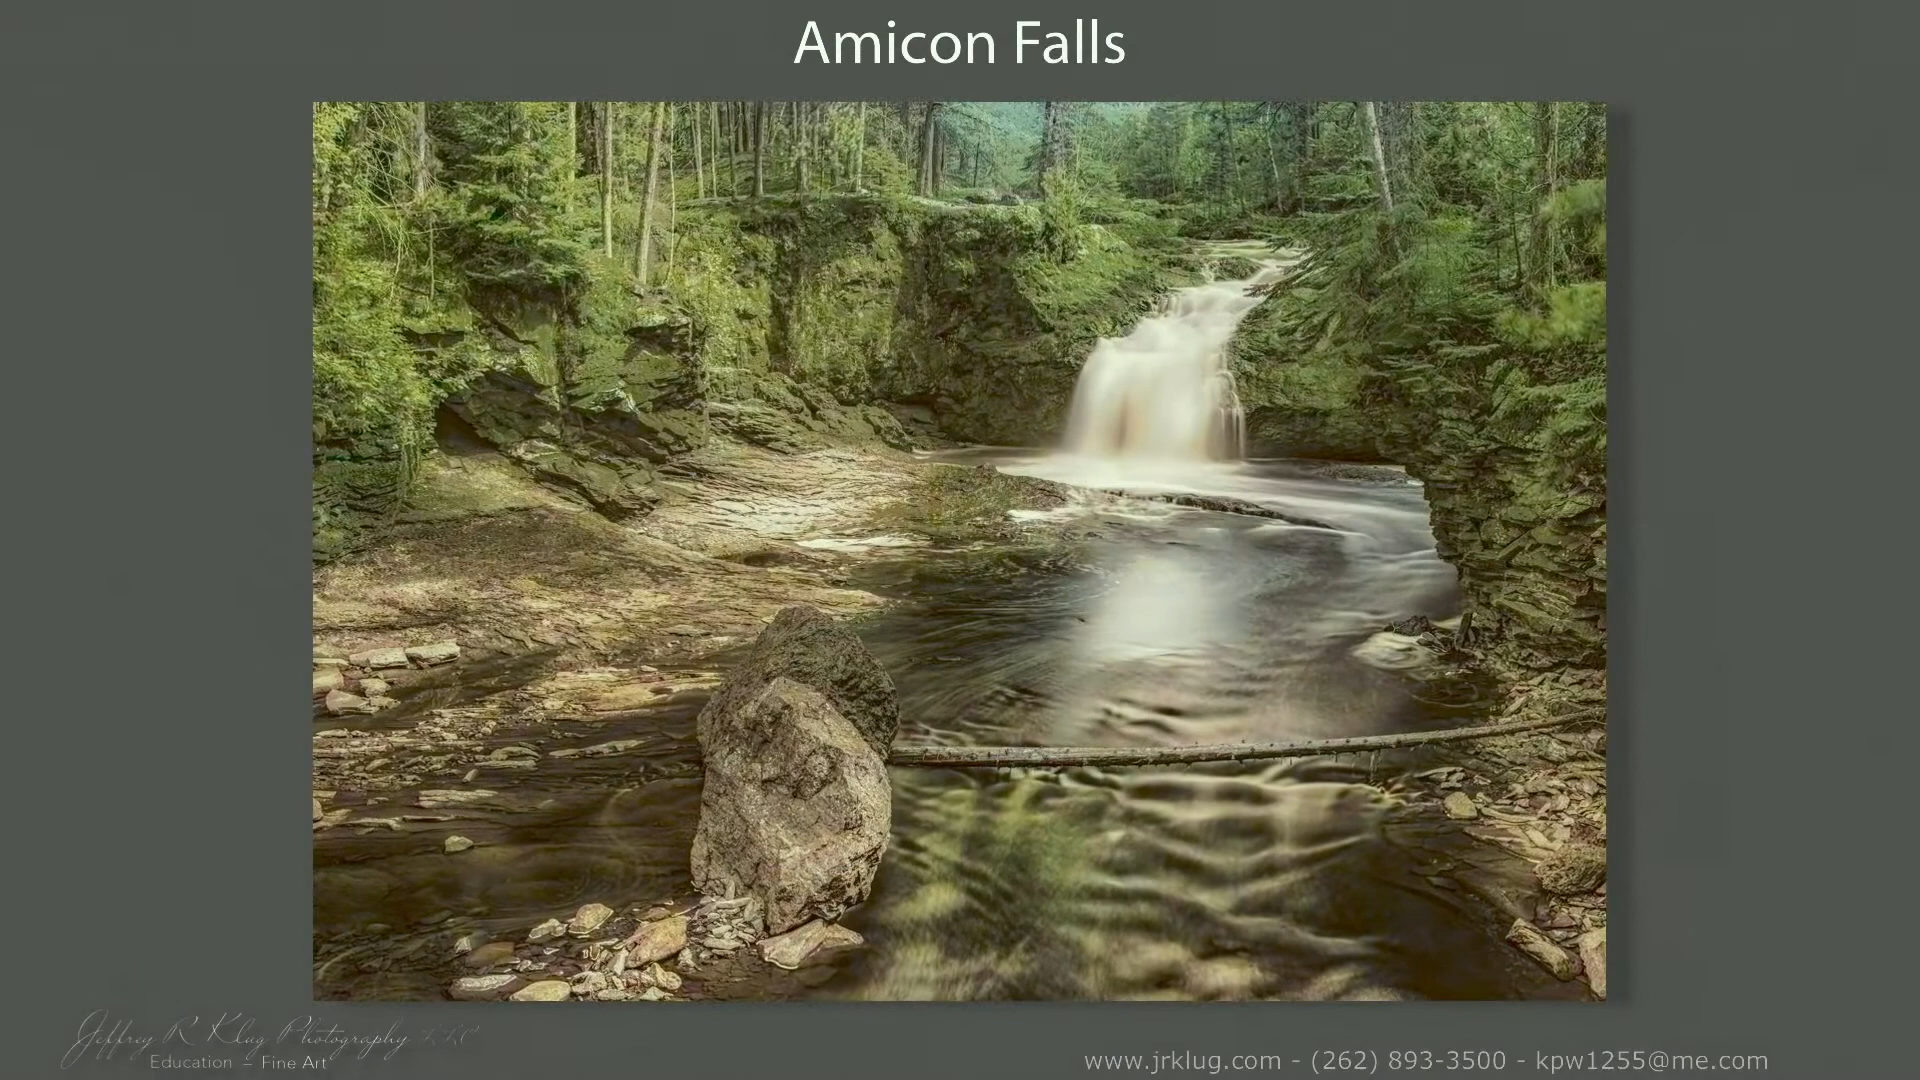 Amicon Falls
Jeffrey R Klug Photography LLC
Education – Fine Art
www.jrklug.com - (262) 893-3500 - kpw1255@me.com